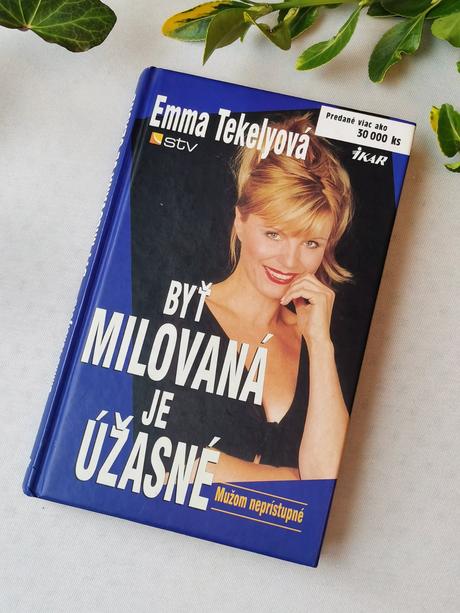 Emma Tekelyová
stv
Predané viac ako
30 000 ks
IKAR
BYŤ
MILOVANÁ
JE
ÚŽASNÉ
Mužom neprístupné